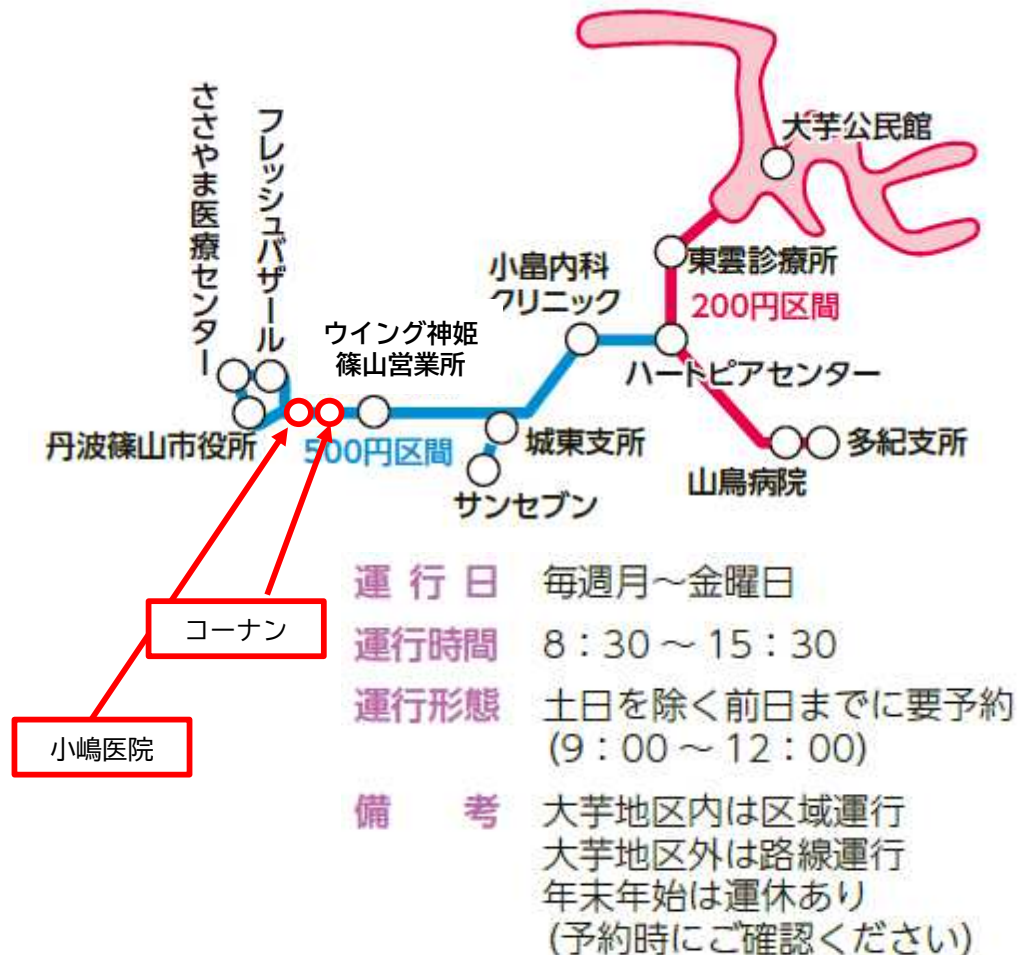 ささやま医療センター
フレッシュバザール
大芋公民館
小畠内科
クリニック
東雲診療所
200円区間
ウイング神姫
篠山営業所
ハートピアセンター
丹波篠山市役所
500円区間
城東支所
サンセブン
山鳥病院
多紀支所
コーナン
小嶋医院
運行日 毎週月～金曜日
運行時間 8：30～15：30
運行形態 土日を除く前日までに要予約
(9：00～12：00)
備考 大芋地区内は区域運行
大芋地区外は路線運行
年末年始は運休あり
(予約時にご確認ください)